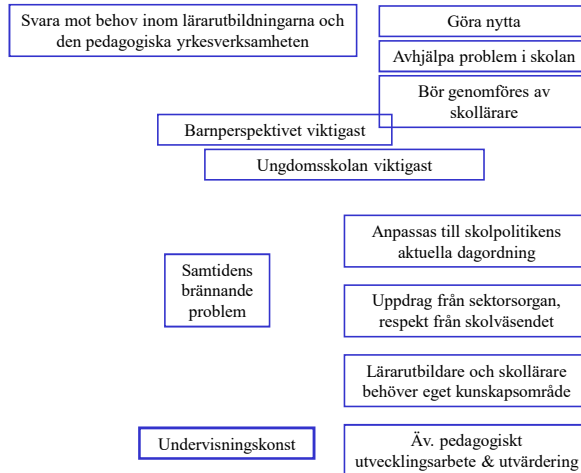 Svara mot behov inom lärarutbildningarna och
den pedagogiska yrkesverksamheten
Göra nytta
Avhjälpa problem i skolan
Bör genomföres av
skollärare
Barnperspektivet viktigast
Ungdomsskolan viktigast
Anpassas till skolpolitikens
aktuella dagordning
Samtidens
brännande
problem
Uppdrag från sektorsorgan,
respekt från skolväsendet
Lärarutbildare och skollärare
behöver eget kunskapsområde
Undervisningskonst
Äv. pedagogiskt
utvecklingsarbete & utvärdering